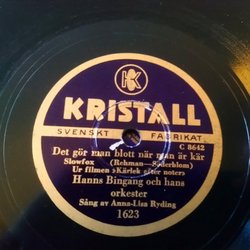 K
KRISTALL
SVENSKT FABRIKAT
C 8642
Det gör man blott när man är kär
Slowfox (Rehman—Söderblom)
Ur filmen »Kärlek efter noter»
Hanns Bingang och hans
orkester
Sång av Anna-Lisa Ryding
1623